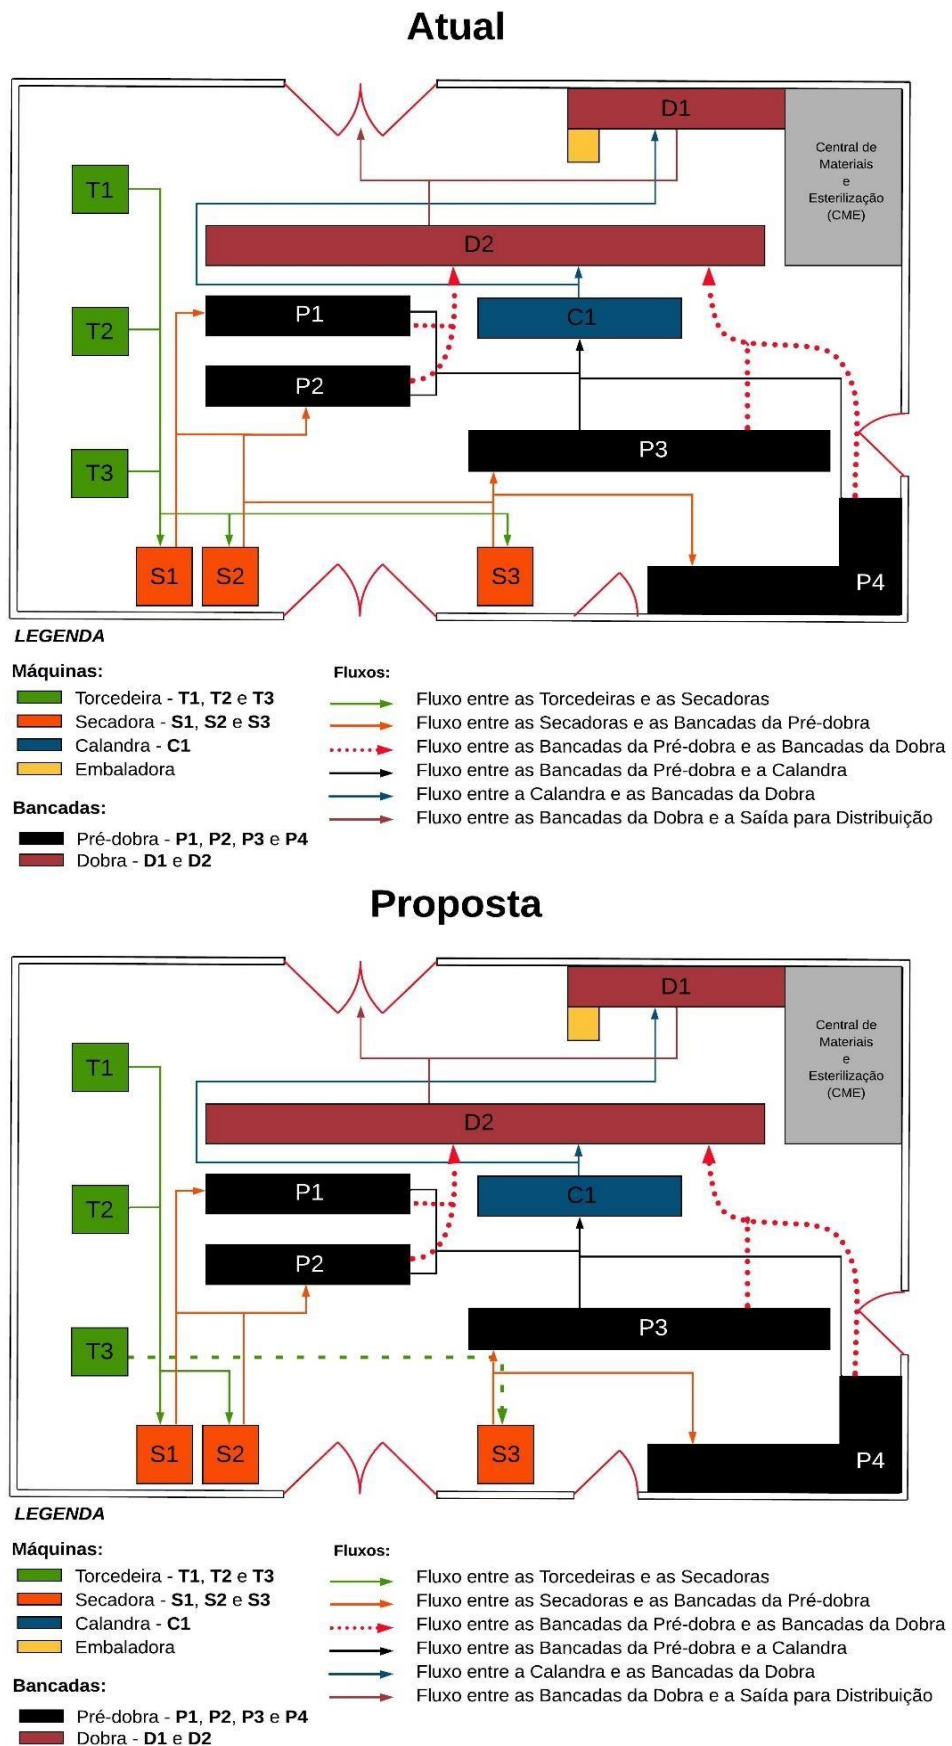 Atual
D1
Central de
Materiais
e
Esterilização
(CME)
T1
D2
P1
C1
T2
P2
P3
T3
S1
S2
S3
P4
LEGENDA
Máquinas:
Torcedeira - T1, T2 e T3
Secadora - S1, S2 e S3
Calandra - C1
Embaladora
Bancadas:
Pré-dobra - P1, P2, P3 e P4
Dobra - D1 e D2
Fluxos:
Fluxo entre as Torcedeiras e as Secadoras
Fluxo entre as Secadoras e as Bancadas da Pré-dobra
Fluxo entre as Bancadas da Pré-dobra e as Bancadas da Dobra
Fluxo entre as Bancadas da Pré-dobra e a Calandra
Fluxo entre a Calandra e as Bancadas da Dobra
Fluxo entre as Bancadas da Dobra e a Saída para Distribuição
Proposta
D1
Central de
Materiais
e
Esterilização
(CME)
T1
D2
P1
C1
T2
P2
P3
T3
S1
S2
S3
P4
LEGENDA
Máquinas:
Torcedeira - T1, T2 e T3
Secadora - S1, S2 e S3
Calandra - C1
Embaladora
Bancadas:
Pré-dobra - P1, P2, P3 e P4
Dobra - D1 e D2
Fluxos:
Fluxo entre as Torcedeiras e as Secadoras
Fluxo entre as Secadoras e as Bancadas da Pré-dobra
Fluxo entre as Bancadas da Pré-dobra e as Bancadas da Dobra
Fluxo entre as Bancadas da Pré-dobra e a Calandra
Fluxo entre a Calandra e as Bancadas da Dobra
Fluxo entre as Bancadas da Dobra e a Saída para Distribuição